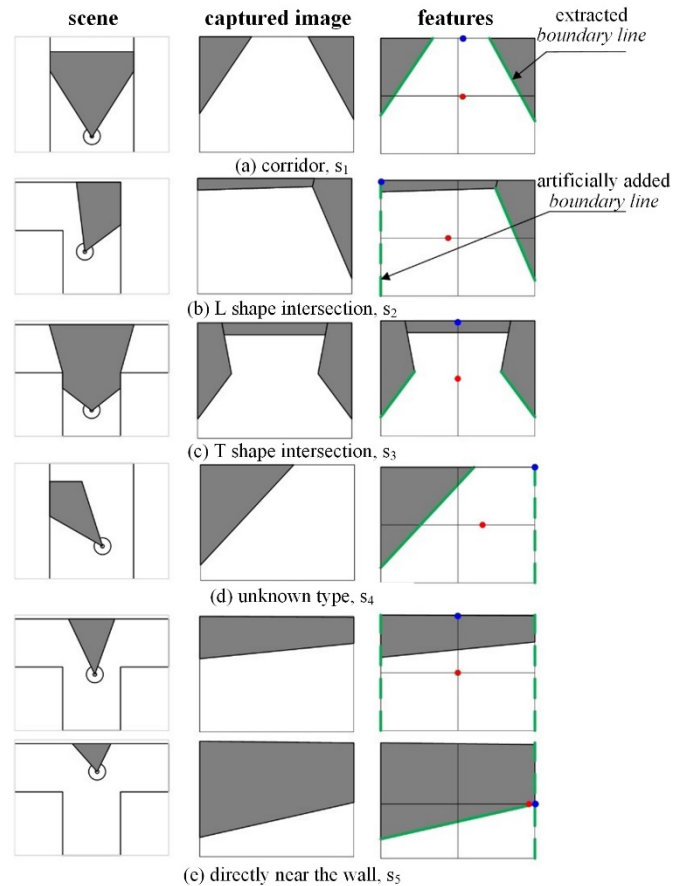 scene captured image features
extracted
boundary line
(a) corridor, s1
artificially added
boundary line
(b) L shape intersection, s2
(c) T shape intersection, s3
(d) unknown type, s4
(e) directly near the wall, s5